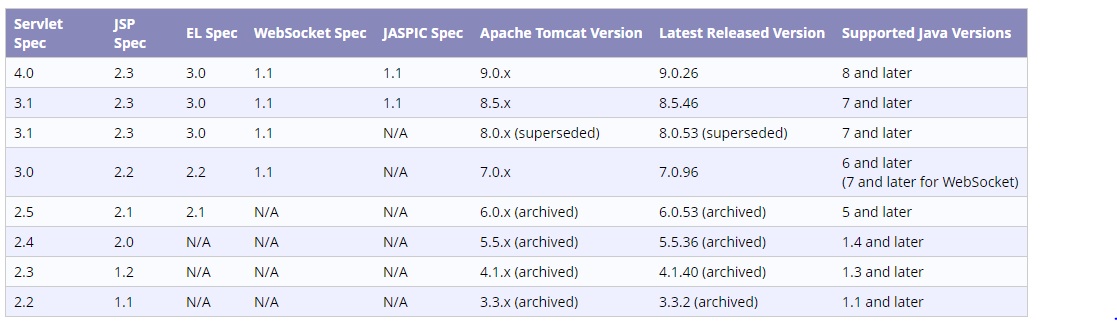 Servlet Spec JSP Spec EL Spec WebSocket Spec JASPIC Spec Apache Tomcat Version Latest Released Version Supported Java Versions
4.0 2.3 3.0 1.1 1.1 9.0.x 9.0.26 8 and later
3.1 2.3 3.0 1.1 1.1 8.5.x 8.5.46 7 and later
3.1 2.3 3.0 1.1 N/A 8.0.x (superseded) 8.0.53 (superseded) 7 and later
3.0 2.2 2.2 1.1 N/A 7.0.x 7.0.96 6 and later
(7 and later for WebSocket)
2.5 2.1 2.1 N/A N/A 6.0.x (archived) 6.0.53 (archived) 5 and later
2.4 2.0 N/A N/A N/A 5.5.x (archived) 5.5.36 (archived) 1.4 and later
2.3 1.2 N/A N/A N/A 4.1.x (archived) 4.1.40 (archived) 1.3 and later
2.2 1.1 N/A N/A N/A 3.3.x (archived) 3.3.2 (archived) 1.1 and later